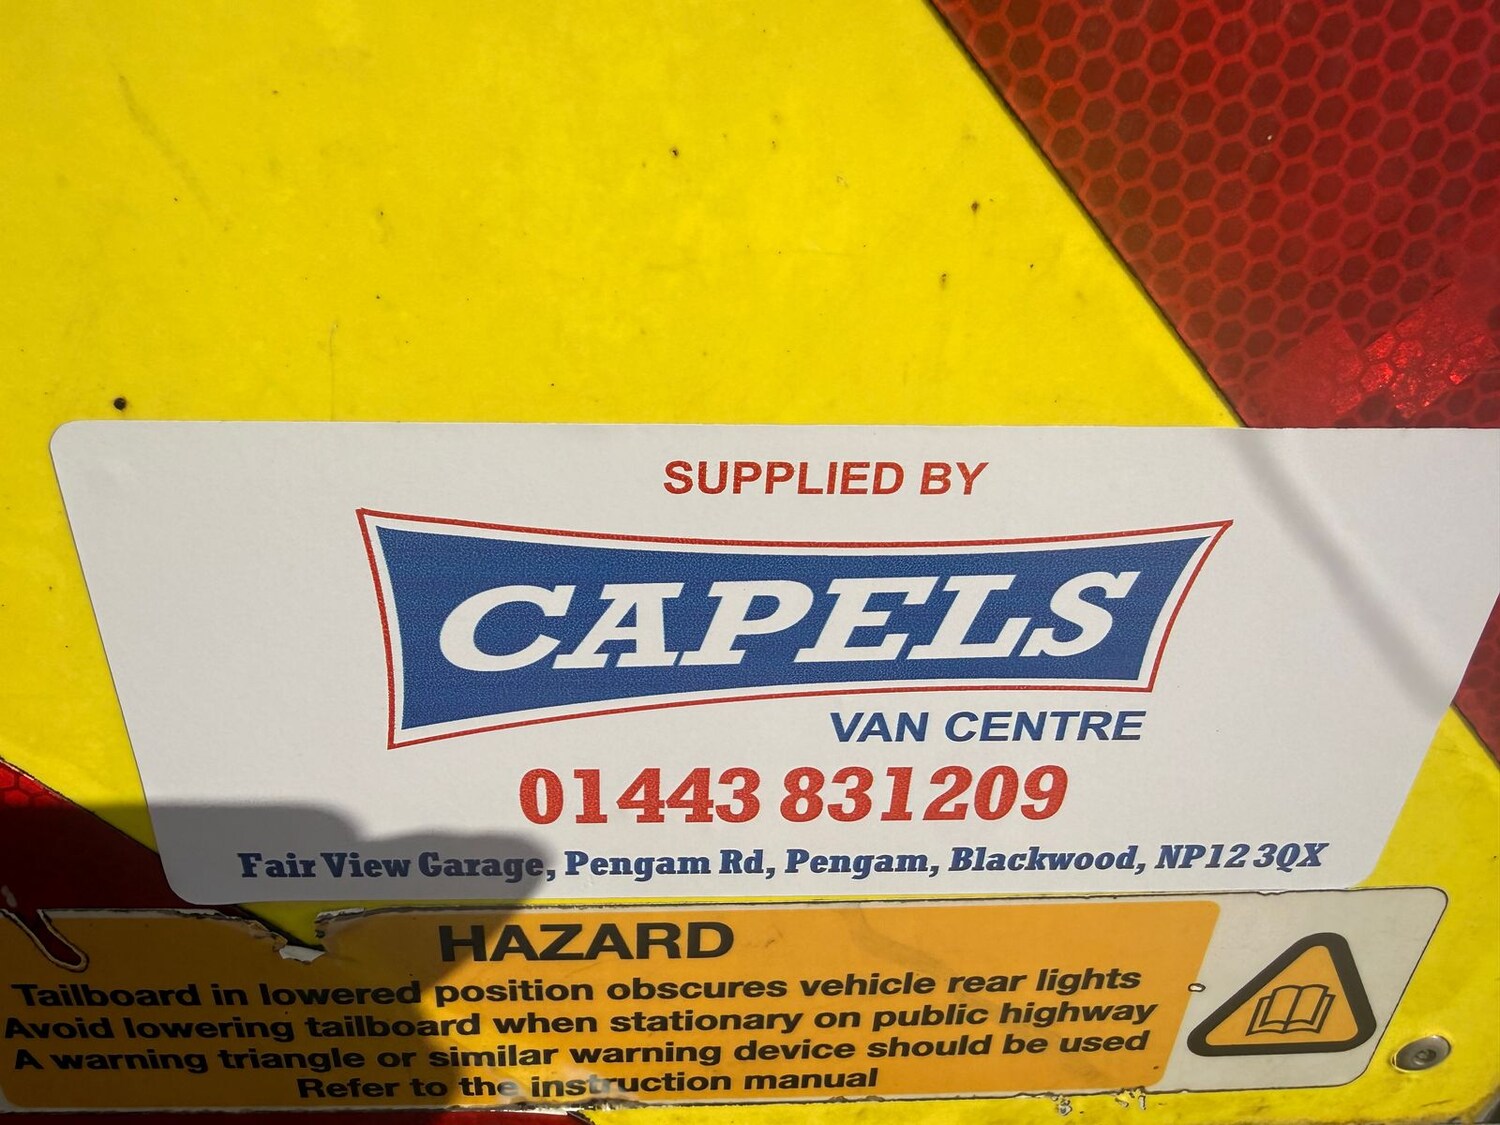 SUPPLIED BY
CAPELS
VAN CENTRE
01443 831209
Fair View Garage, Pengam Rd, Pengam, Blackwood, NP12 3QX
HAZARD
Tailboard in lowered position obscures vehicle rear lights
Avoid lowering tailboard when stationary on public highway
A warning triangle or similar warning device should be used
Refer to the instruction manual